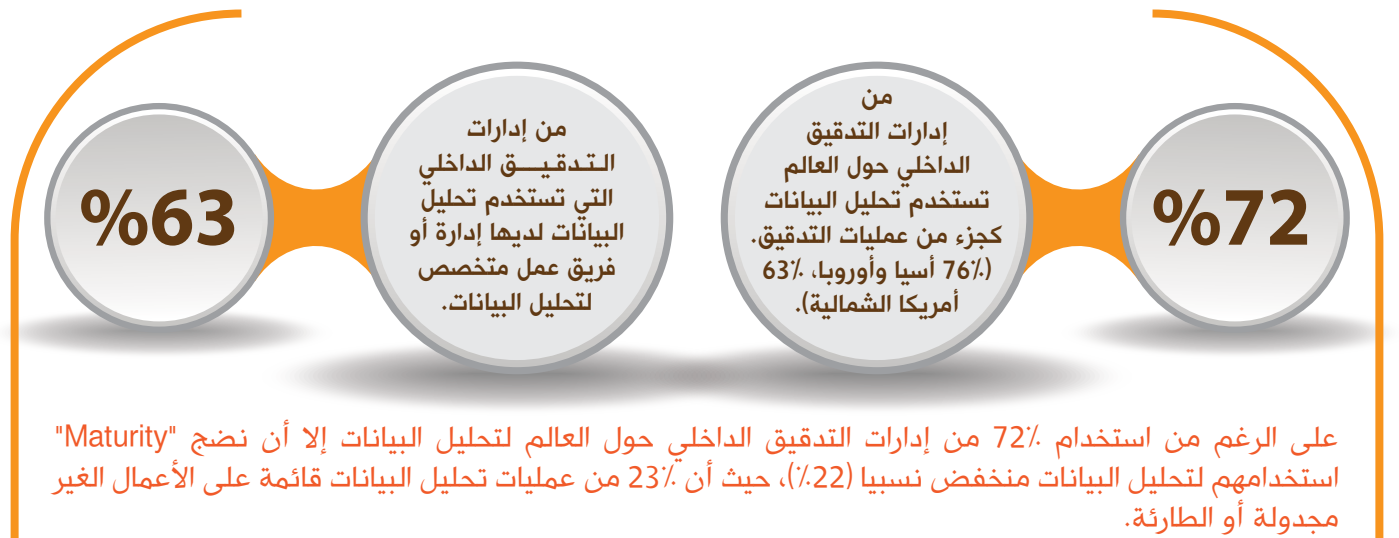 %72
من
إدارات التدقيق
الداخلي حول العالم
تستخدم تحليل البيانات
كجزء من عمليات التدقيق.
(76٪ أسيا وأوروبا، 63٪
أمريكا الشمالية).
%63
من إدارات
التدقيق الداخلي
التي تستخدم تحليل
البيانات لديها إدارة أو
فريق عمل متخصص
لتحليل البيانات.
على الرغم من استخدام 72٪ من إدارات التدقيق الداخلي حول العالم لتحليل البيانات إلا أن نضج "Maturity"
استخدامهم لتحليل البيانات منخفض نسبيا (22٪)، حيث أن 23٪ من عمليات تحليل البيانات قائمة على الأعمال الغير
مجدولة أو الطارئة.